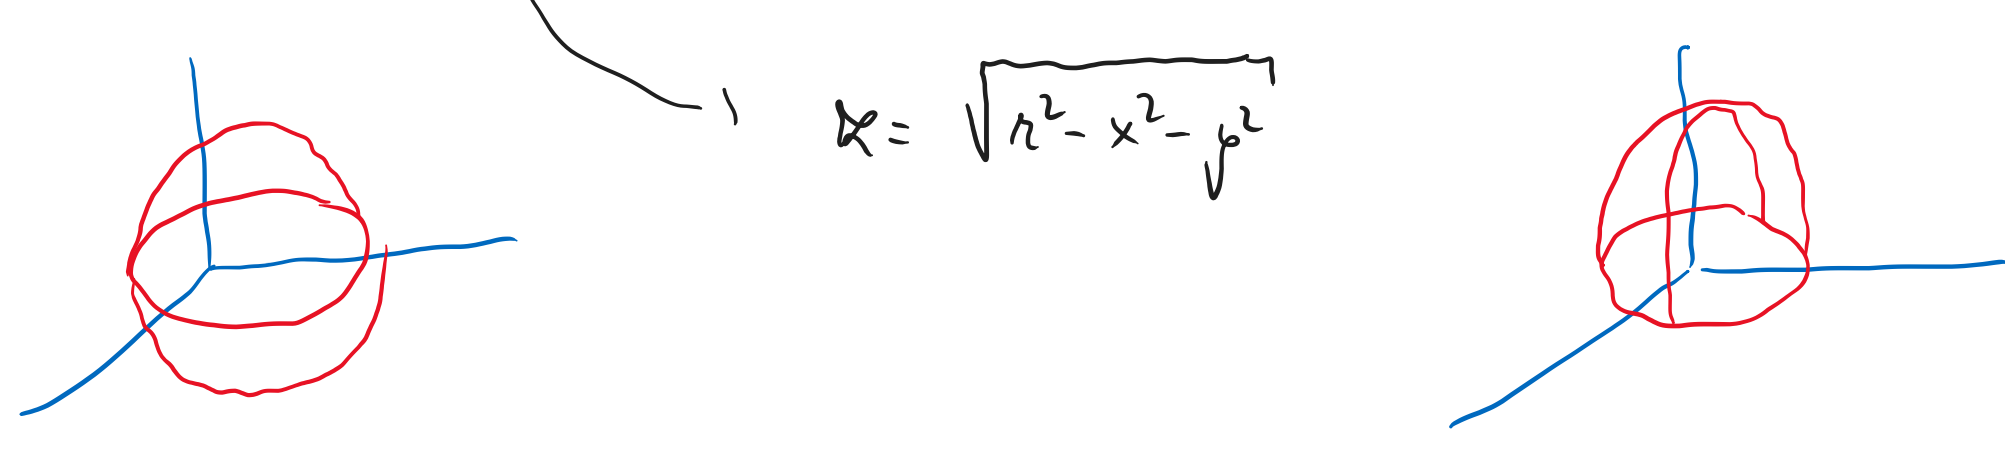 z = √(r² - x² - y²)